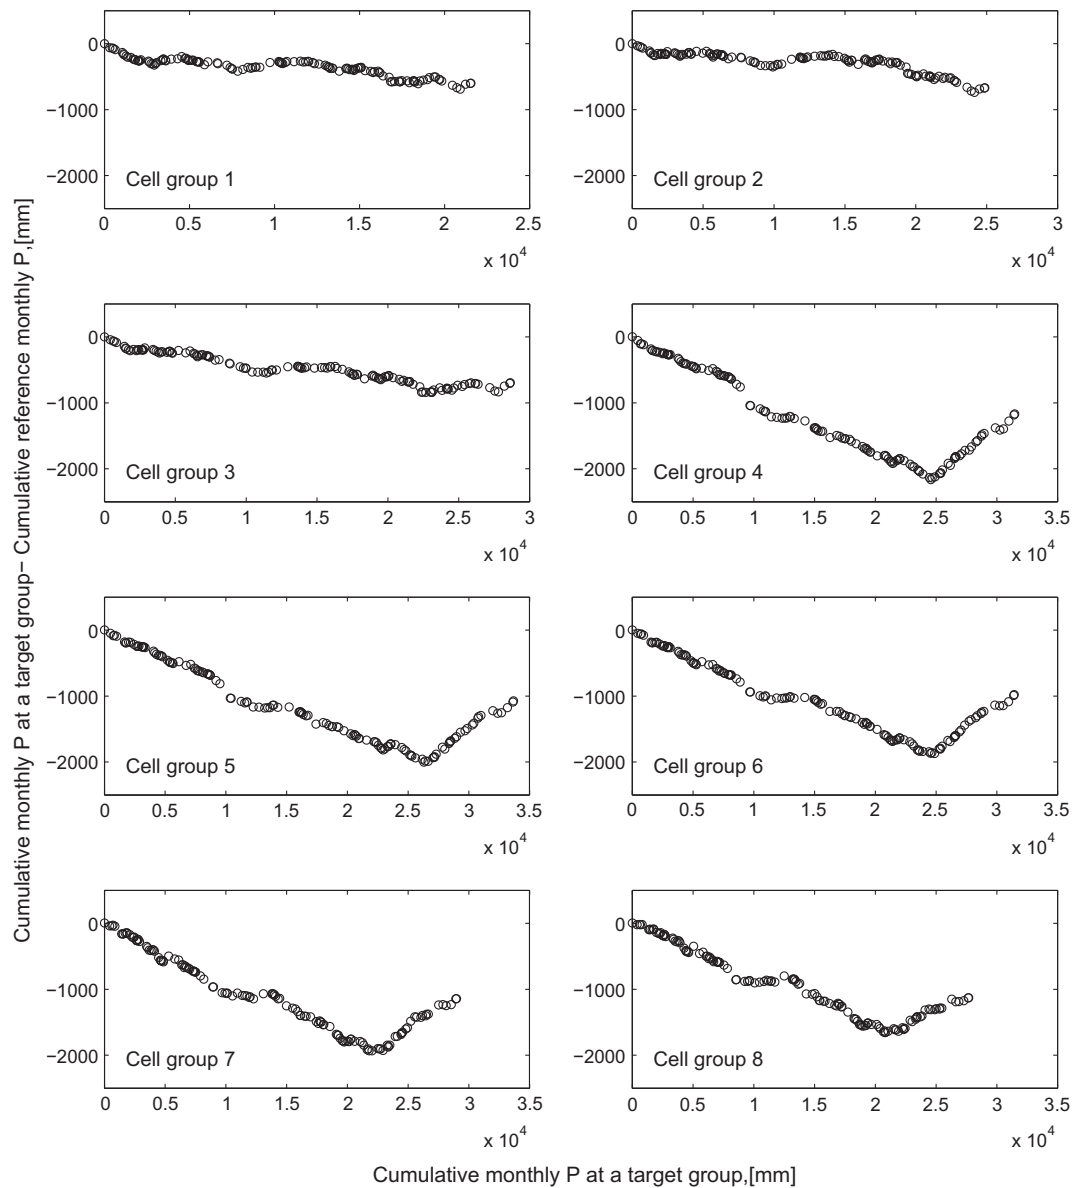 0
−1000
−2000
Cell group 1
0 0.5 1 1.5 2 2.5
x 10^4
0
−1000
−2000
Cell group 2
0 0.5 1 1.5 2 2.5 3
x 10^4
0
−1000
−2000
Cell group 3
0 0.5 1 1.5 2 2.5 3
x 10^4
0
−1000
−2000
Cell group 4
0 0.5 1 1.5 2 2.5 3 3.5
x 10^4
0
−1000
−2000
Cell group 5
0 0.5 1 1.5 2 2.5 3 3.5
x 10^4
0
−1000
−2000
Cell group 6
0 0.5 1 1.5 2 2.5 3 3.5
x 10^4
0
−1000
−2000
Cell group 7
0 0.5 1 1.5 2 2.5 3 3.5
x 10^4
0
−1000
−2000
Cell group 8
0 0.5 1 1.5 2 2.5 3 3.5
x 10^4
Cumulative monthly P at a target group− Cumulative reference monthly P,[mm]
Cumulative monthly P at a target group,[mm]